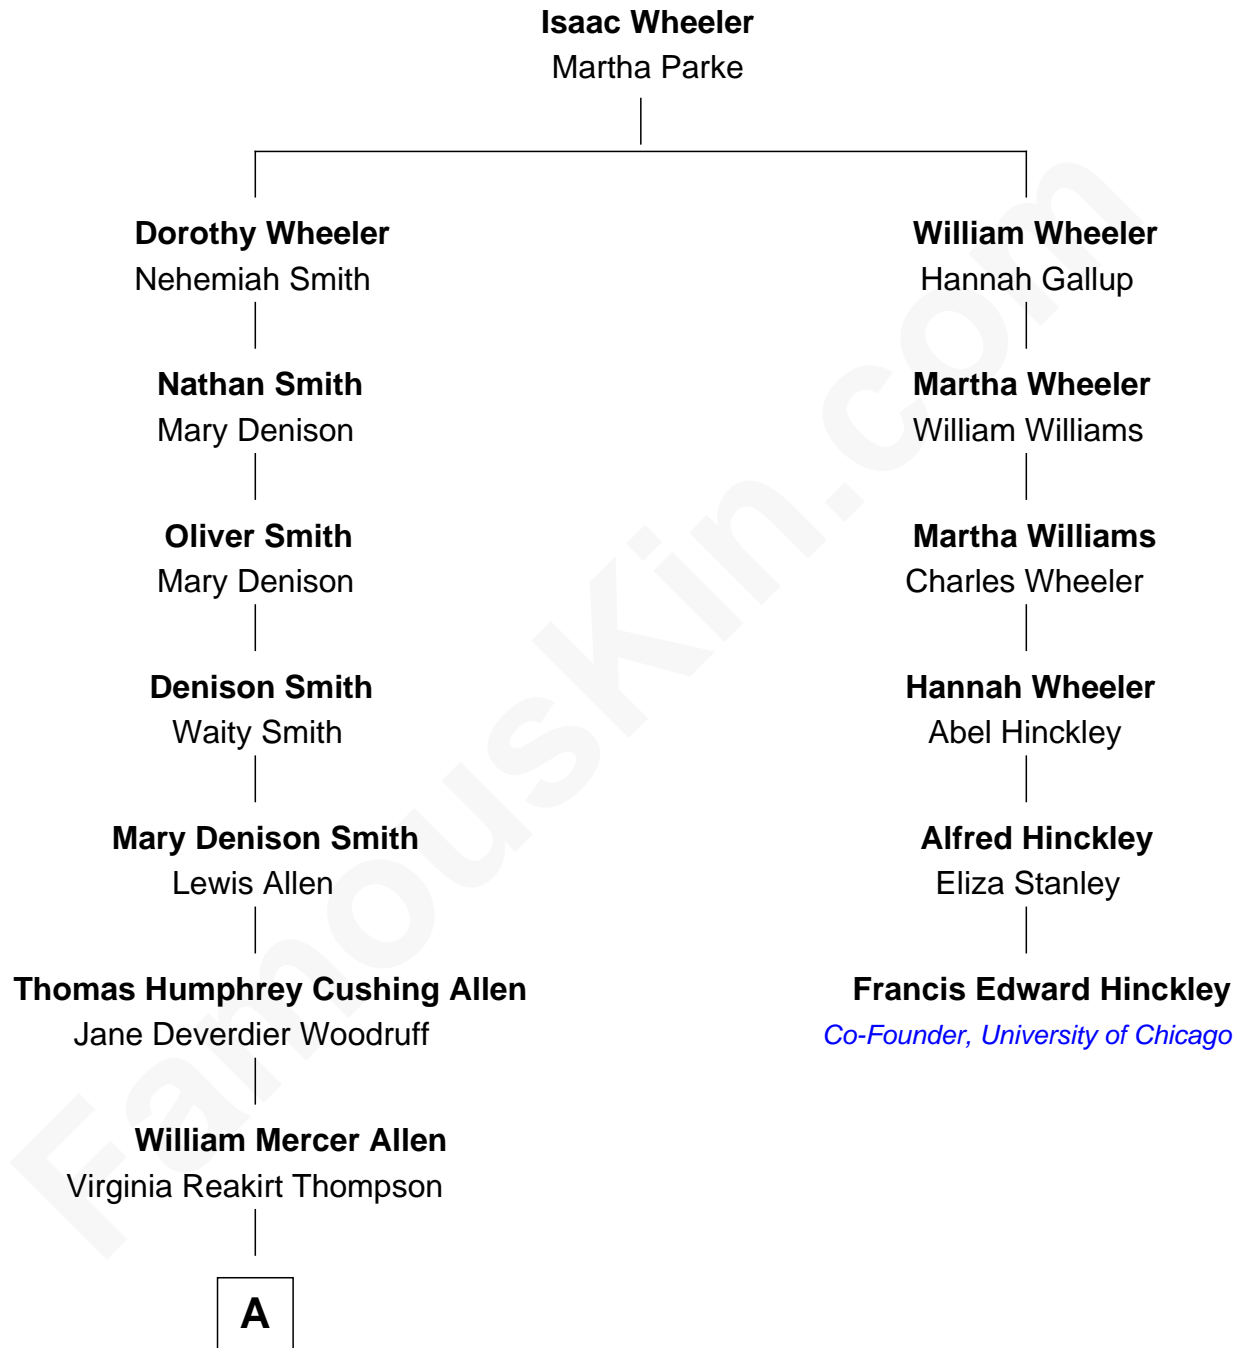 Isaac Wheeler
Martha Parke
Dorothy Wheeler
Nehemiah Smith
William Wheeler
Hannah Gallup
Nathan Smith
Mary Denison
Martha Wheeler
William Williams
Oliver Smith
Mary Denison
Martha Williams
Charles Wheeler
Denison Smith
Waity Smith
Hannah Wheeler
Abel Hinckley
Mary Denison Smith
Lewis Allen
Alfred Hinckley
Eliza Stanley
Thomas Humphrey Cushing Allen
Jane Deverdier Woodruff
Francis Edward Hinckley
Co-Founder, University of Chicago
William Mercer Allen
Virginia Reakirt Thompson
A
FamousKin.com